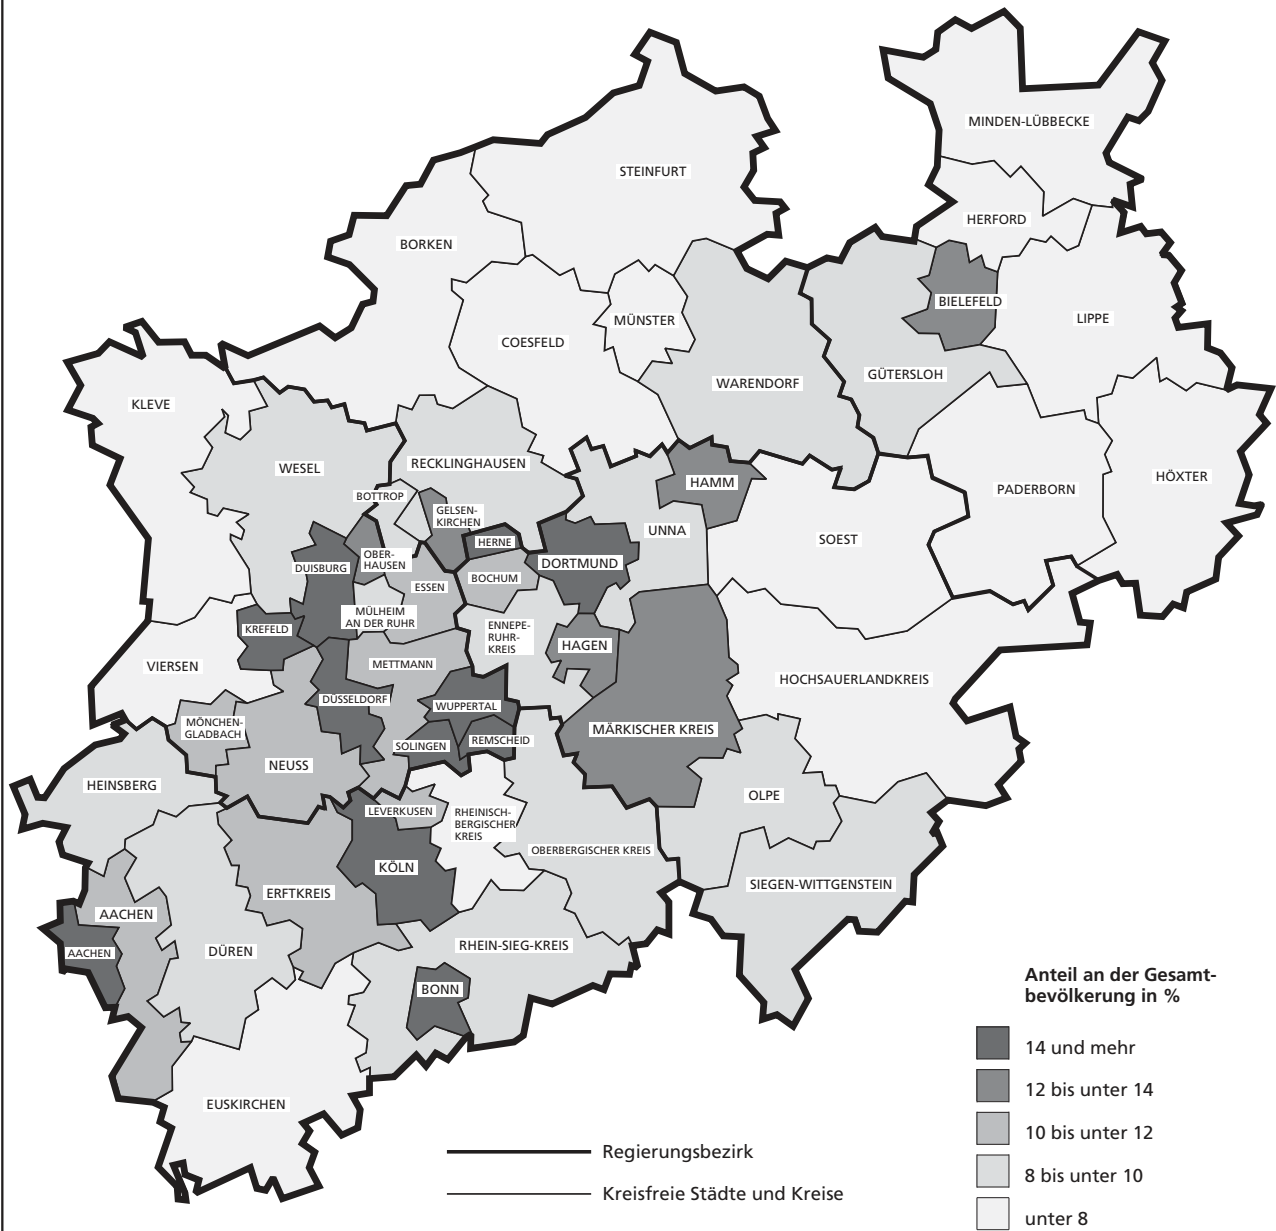 MINDEN-LÜBBECKE
STEINFURT
HERFORD
BORKEN
BIELEFELD
LIPPE
MÜNSTER
COESFELD
GÜTERSLOH
WARENDORF
KLEVE
RECKLINGHAUSEN
WESEL
HÖXTER
HAMM
PADERBORN
BOTTROP
GELSEN-
KIRCHEN
UNNA
SOEST
HERNE
OBER-
HAUSEN
DORTMUND
DUISBURG
BOCHUM
ESSEN
MÜLHEIM
AN DER RUHR
KREFELD
ENNEPE-
RUHR-
KREIS
HAGEN
VIERSEN
METTMANN
HOCHSAUERLANDKREIS
DÜSSELDORF
WUPPERTAL
MÖNCHEN-
GLADBACH
MÄRKISCHER KREIS
SOLINGEN
REMSCHEID
NEUSS
HEINSBERG
OLPE
LEVERKUSEN
RHEINISCH-
BERGISCHER
KREIS
OBERBERGISCHER KREIS
KÖLN
SIEGEN-WITTGENSTEIN
ERFTKREIS
AACHEN
RHEIN-SIEG-KREIS
DÜREN
AACHEN
BONN
EUSKIRCHEN
Anteil an der Gesamt-
bevölkerung in %
14 und mehr
12 bis unter 14
10 bis unter 12
8 bis unter 10
unter 8
Regierungsbezirk
Kreisfreie Städte und Kreise